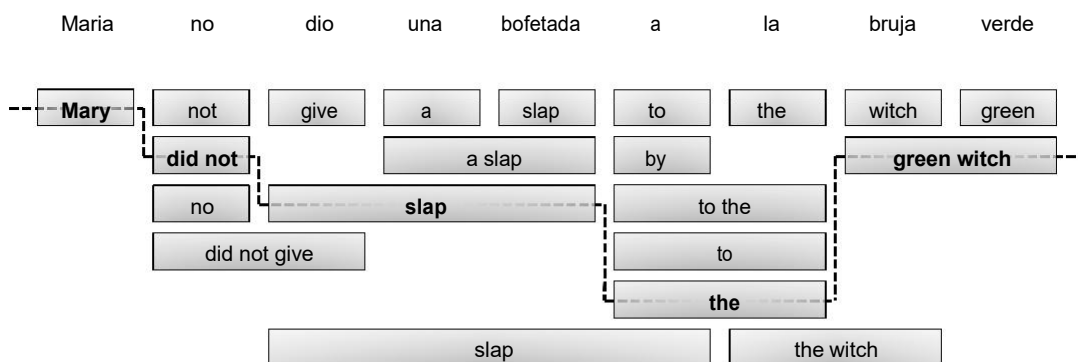 Maria no dio una bofetada a la bruja verde
Mary not give a slap to the witch green
did not a slap by green witch
no slap to the
did not give to
the
slap the witch